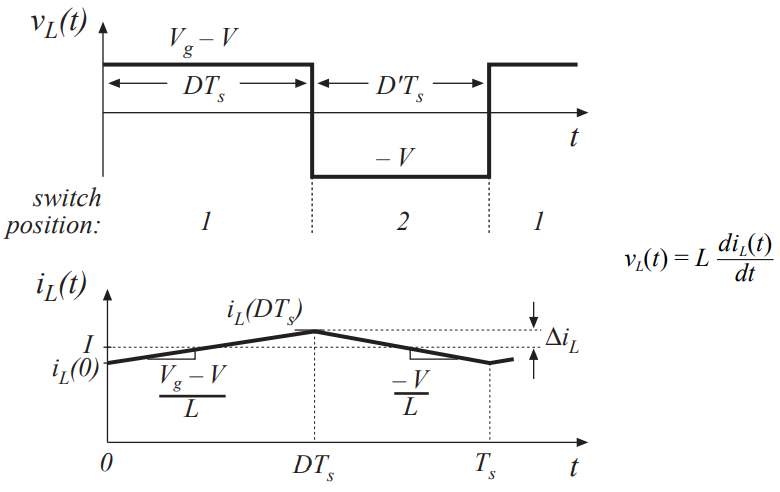 v_L(t)
V_g – V
DT_s D'T_s
t
– V
switch
position: 1 2 1
v_L(t) = L di_L(t)/dt
i_L(t)
i_L(DT_s)
I
i_L(0)
Δi_L
(V_g – V)/L
(– V)/L
0 DT_s T_s t